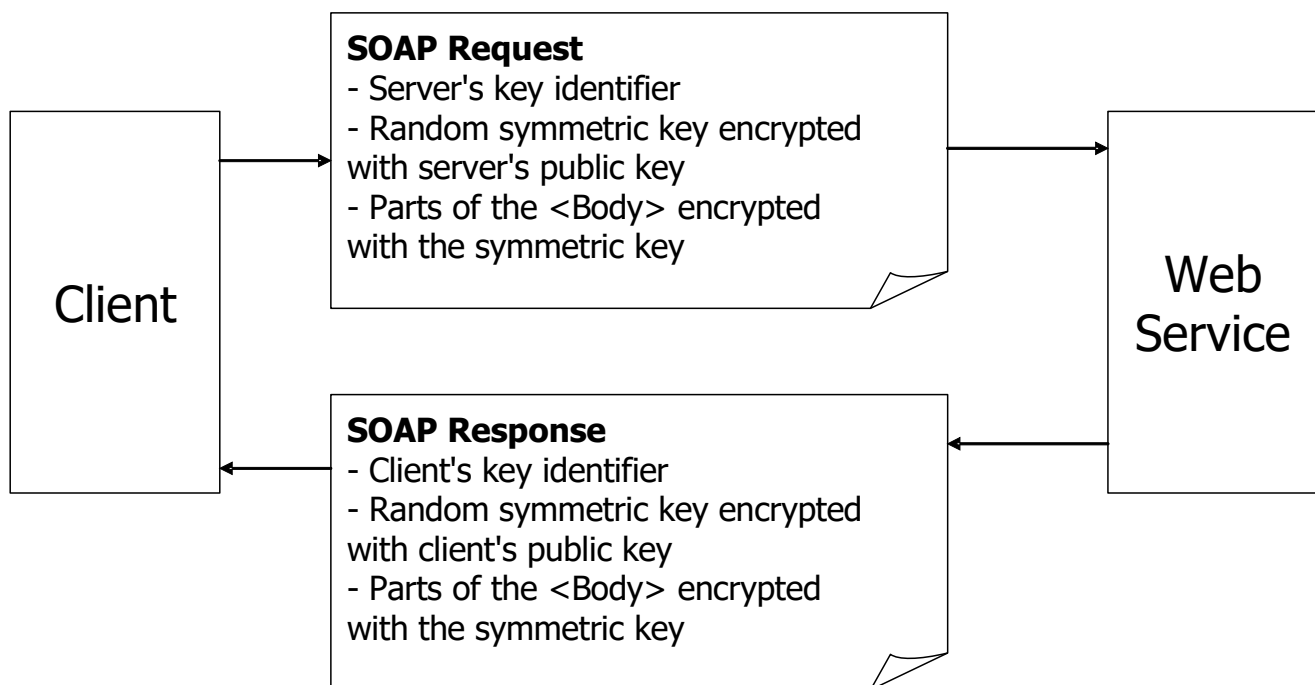 SOAP Request
- Server's key identifier
- Random symmetric key encrypted
with server's public key
- Parts of the <Body> encrypted
with the symmetric key
Client
Web
Service
SOAP Response
- Client's key identifier
- Random symmetric key encrypted
with client's public key
- Parts of the <Body> encrypted
with the symmetric key